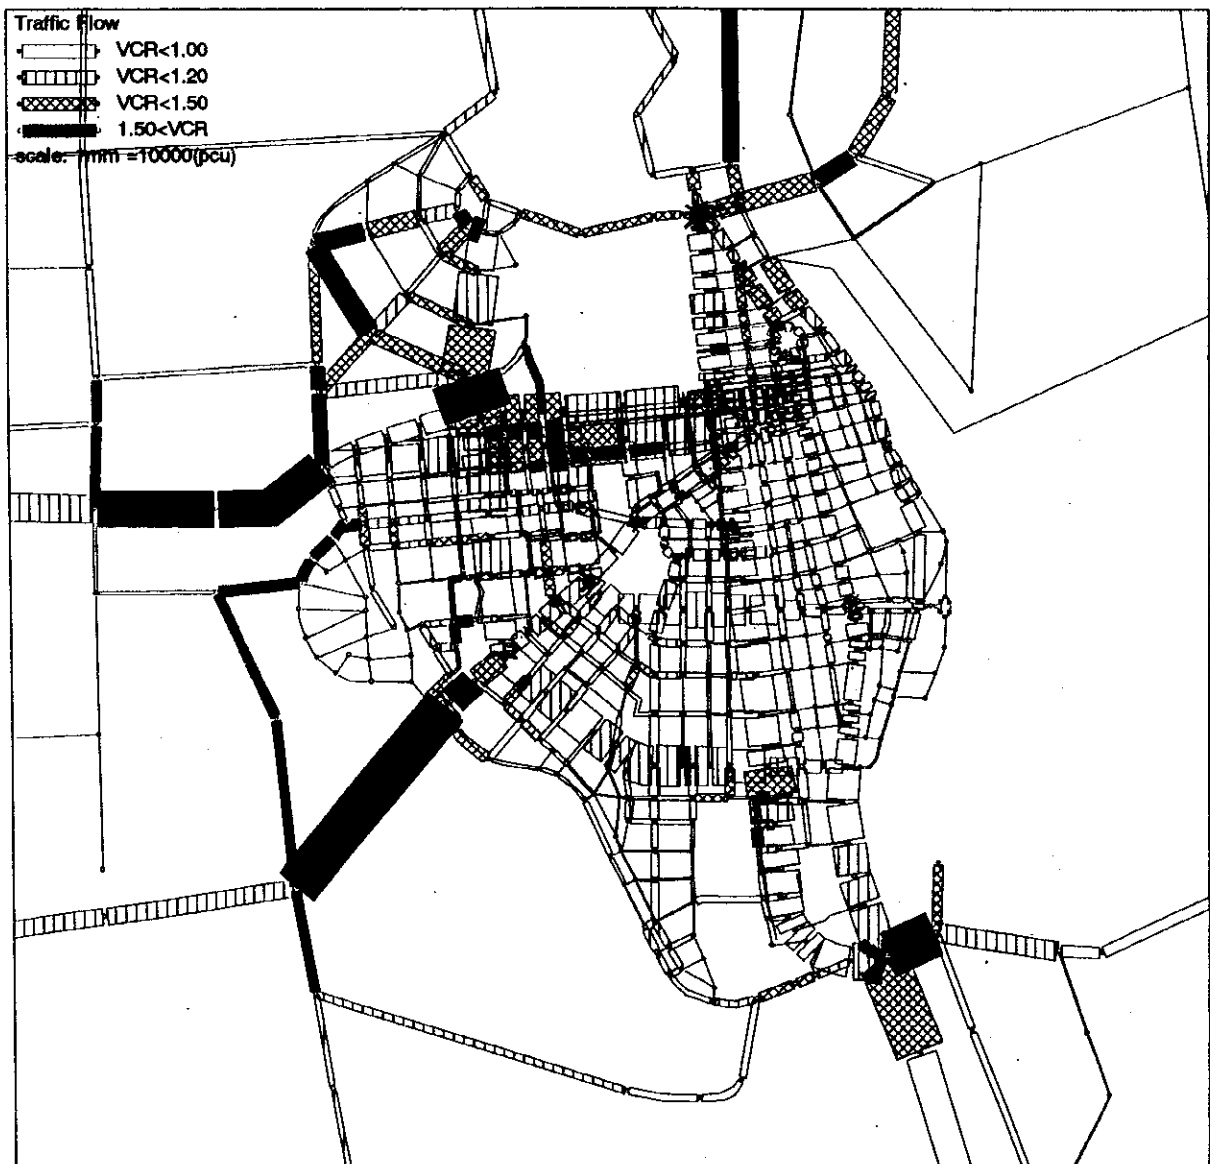 Traffic Flow
VCR<1.00
VCR<1.20
VCR<1.50
1.50<VCR
scale: 1mm =10000(pcu)